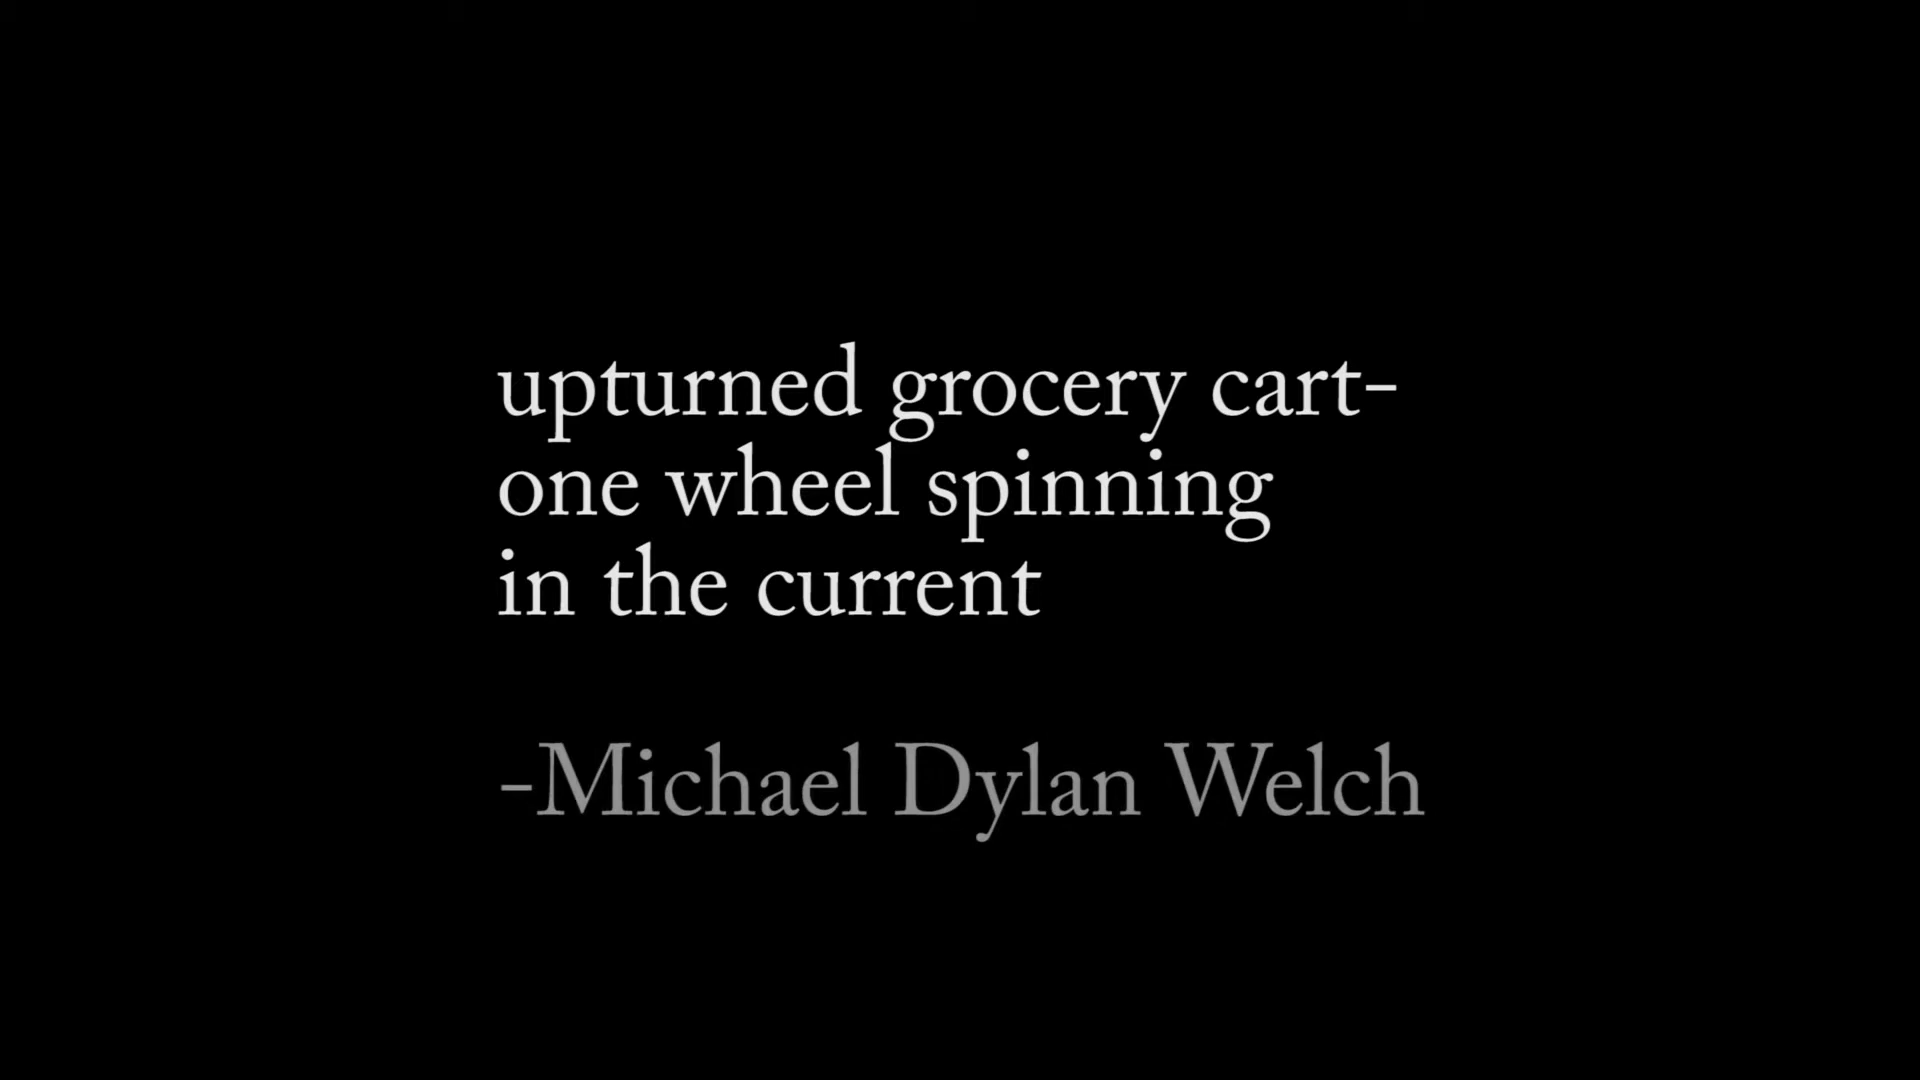 upturned grocery cart-
one wheel spinning
in the current
-Michael Dylan Welch